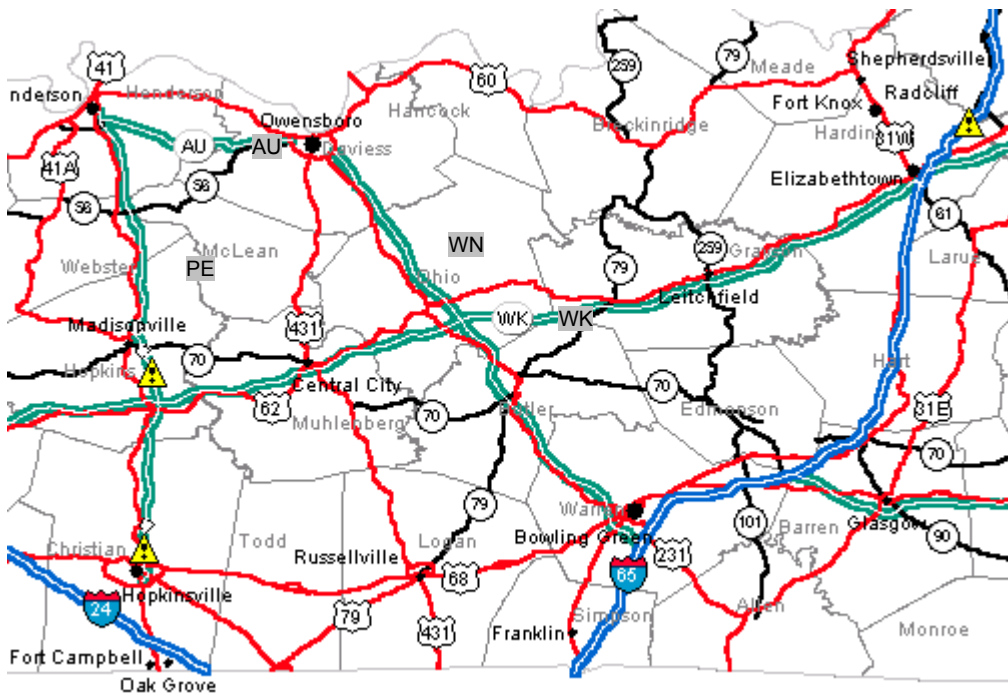 41
259
79
Shepherdsville
60
Meade
nderson
Henderson
Hancock
Fort Knox
Radcliff
Owensboro
Breckinridge
Hardin
31W
AU
AU
Daviess
41A
56
Elizabethtown
56
61
WN
McLean
259
Grayson
Larue
Webster
PE
Ohio
79
Leitchfield
Madisonville
431
WK
WK
70
Hopkins
Hart
Central City
70
62
70
Butler
Edmonson
31E
Muhlenberg
70
79
Warren
101
Barren
Glasgow
Christian
Todd
Russellville
Logan
Bowling Green
90
68
231
65
Hopkinsville
24
79
431
Simpson
Allen
Franklin
Monroe
Fort Campbell
Oak Grove